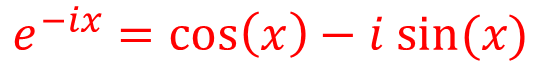 e^{-ix} = cos(x) − i sin(x)